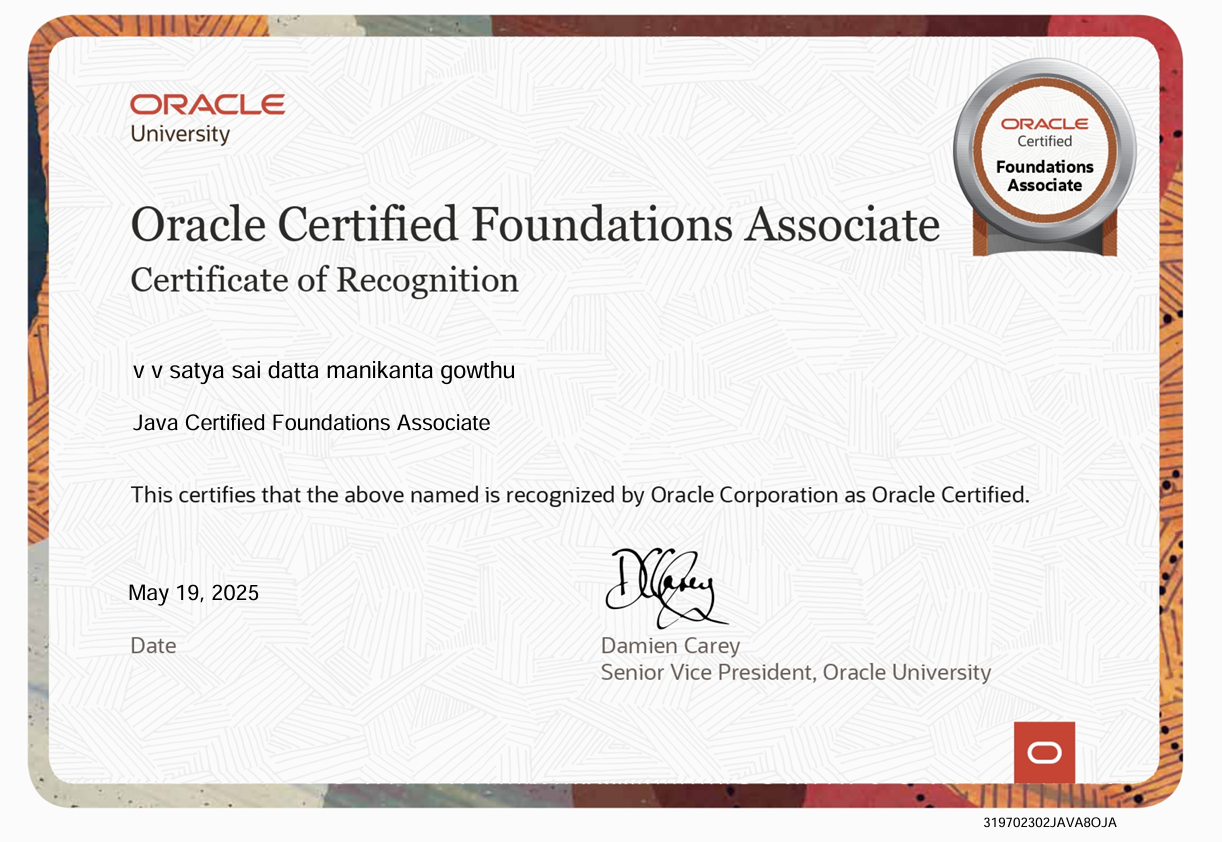 ORACLE
University
ORACLE
Certified
Foundations
Associate
Oracle Certified Foundations Associate
Certificate of Recognition
v v satya sai datta manikanta gowthu
Java Certified Foundations Associate
This certifies that the above named is recognized by Oracle Corporation as Oracle Certified.
DCarey
May 19, 2025
Date
Damien Carey
Senior Vice President, Oracle University
319702302JAVA8OJA